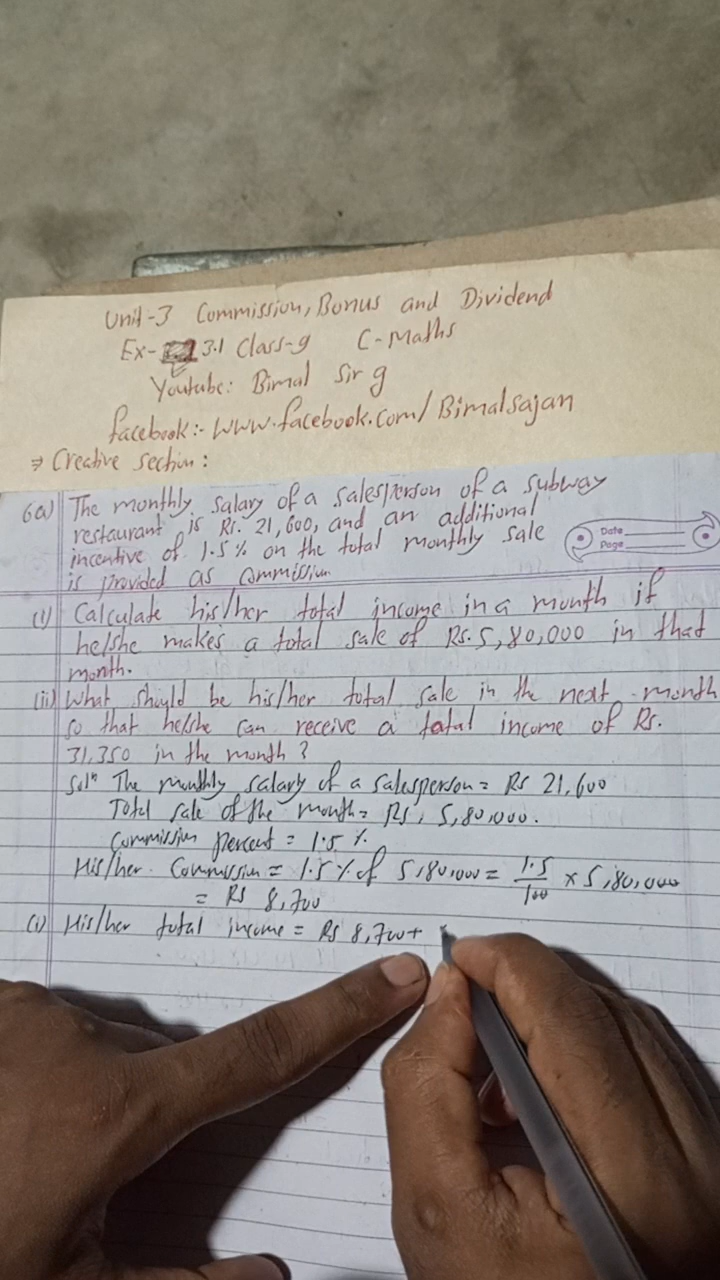 Unit-3 Commission, Bonus and Dividend
Ex- 3.1 Class-9 C-Maths
Youtube: Bimal Sir g
facebook:- www.facebook.com/Bimalsajan
⇒ Creative section:
6a) The monthly salary of a salesperson of a subway
restaurant is Rs. 21,600, and an additional
incentive of 1.5% on the total monthly sale
is provided as commission
Date
Page
(i) Calculate his/her total income in a month if
he/she makes a total sale of Rs. 5,80,000 in that
month.
(ii) What should be his/her total sale in the next month
so that he/she can receive a total income of Rs.
31,350 in the month?
Solⁿ The monthly salary of a salesperson = Rs 21,600
Total sale of the month = Rs. 5,80,000.
Commission percent = 1.5 %
His/her Commission = 1.5 % of 5,80,000 = 1.5/100 × 5,80,000
= Rs 8,700
(i) His/her total income = Rs 8,700+